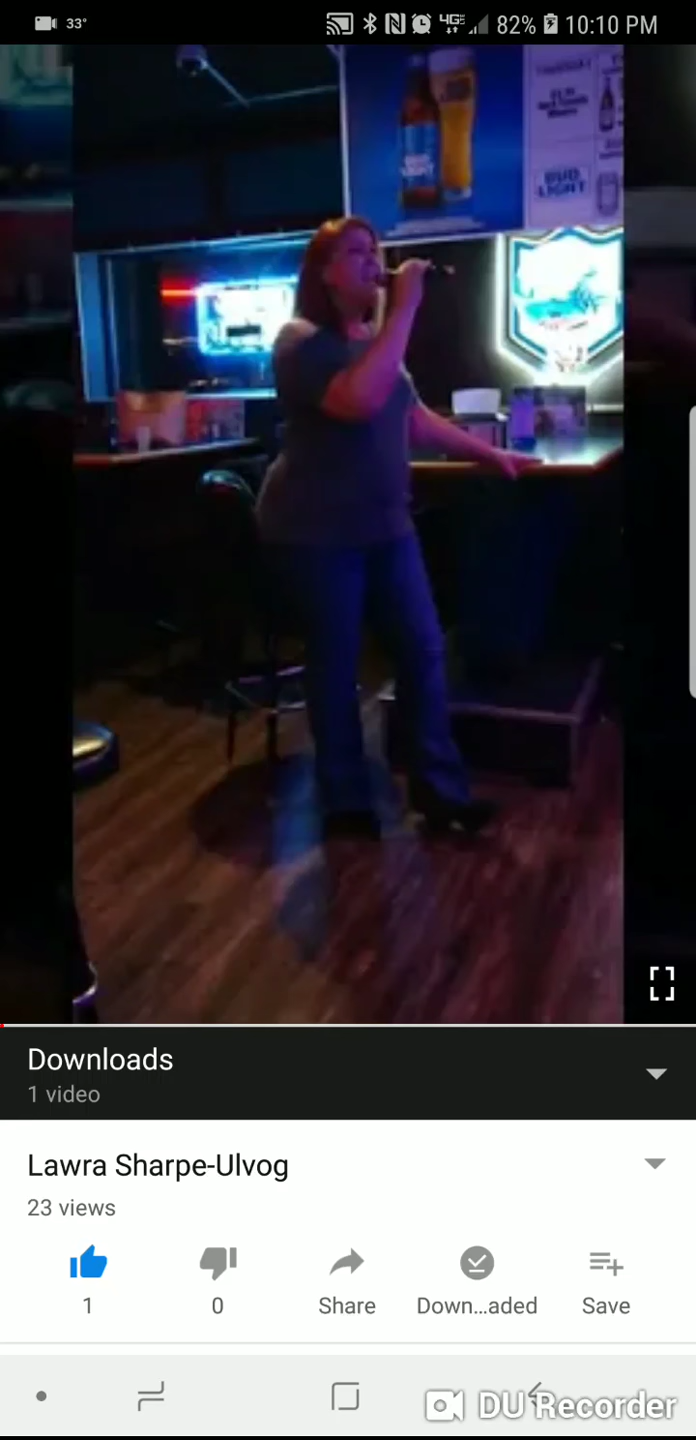 33°
4G 82% 10:10 PM
BUD
LIGHT
Downloads
1 video
Lawra Sharpe-Ulvog
23 views
1
0
Share
Down...aded
Save
DU Recorder